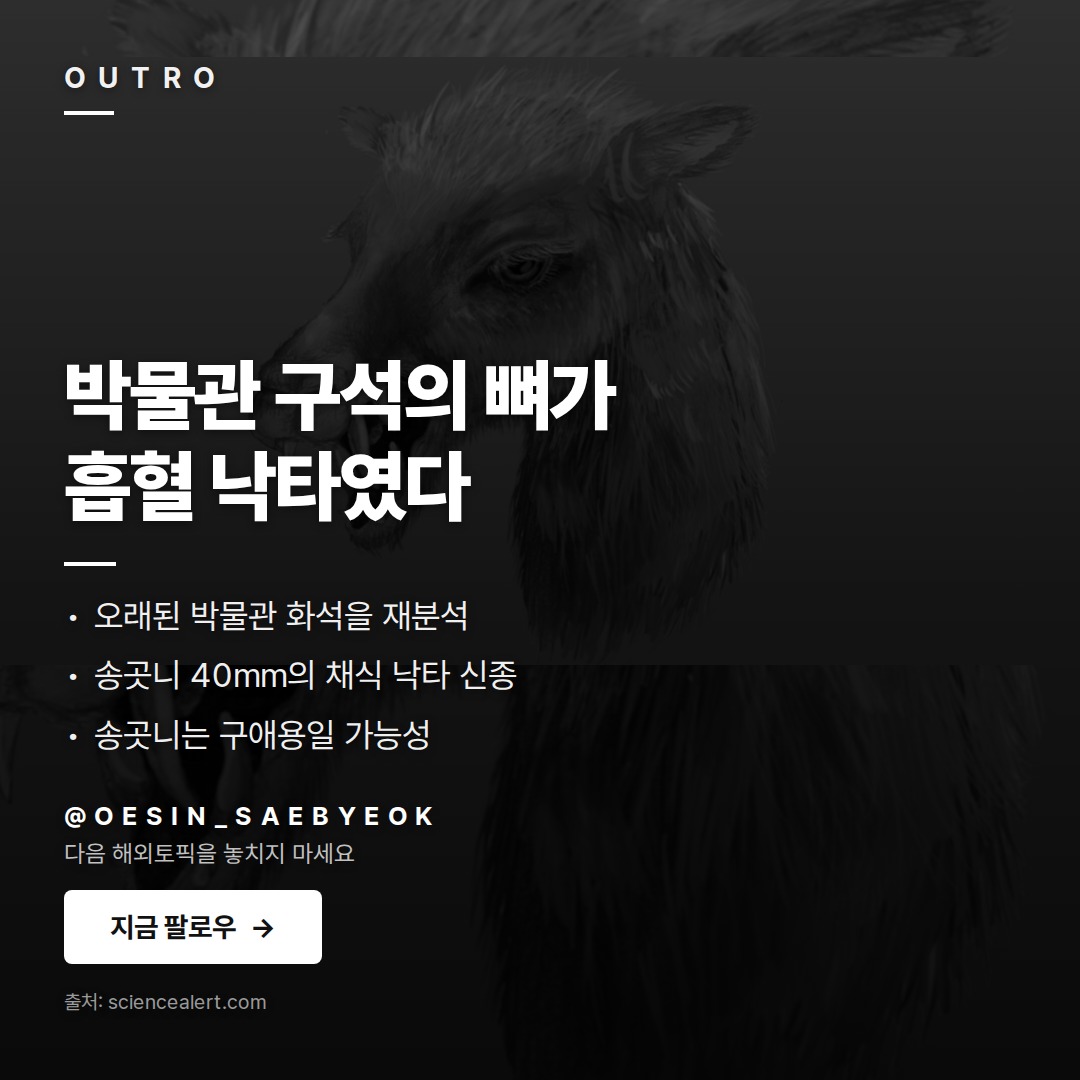 OUTRO
박물관 구석의 뼈가
흡혈 낙타였다
• 오래된 박물관 화석을 재분석
• 송곳니 40mm의 채식 낙타 신종
• 송곳니는 구애용일 가능성
@OESIN_SAEBYEOK
다음 해외토픽을 놓치지 마세요
지금 팔로우 →
출처: sciencealert.com